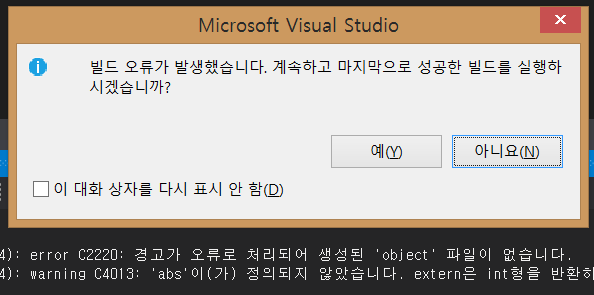 Microsoft Visual Studio
빌드 오류가 발생했습니다. 계속하고 마지막으로 성공한 빌드를 실행하
시겠습니까?
예(Y)
아니요(N)
이 대화 상자를 다시 표시 안 함(D)
4): error C2220: 경고가 오류로 처리되어 생성된 'object' 파일이 없습니다.
4): warning C4013: 'abs'이(가) 정의되지 않았습니다. extern은 int형을 반환하